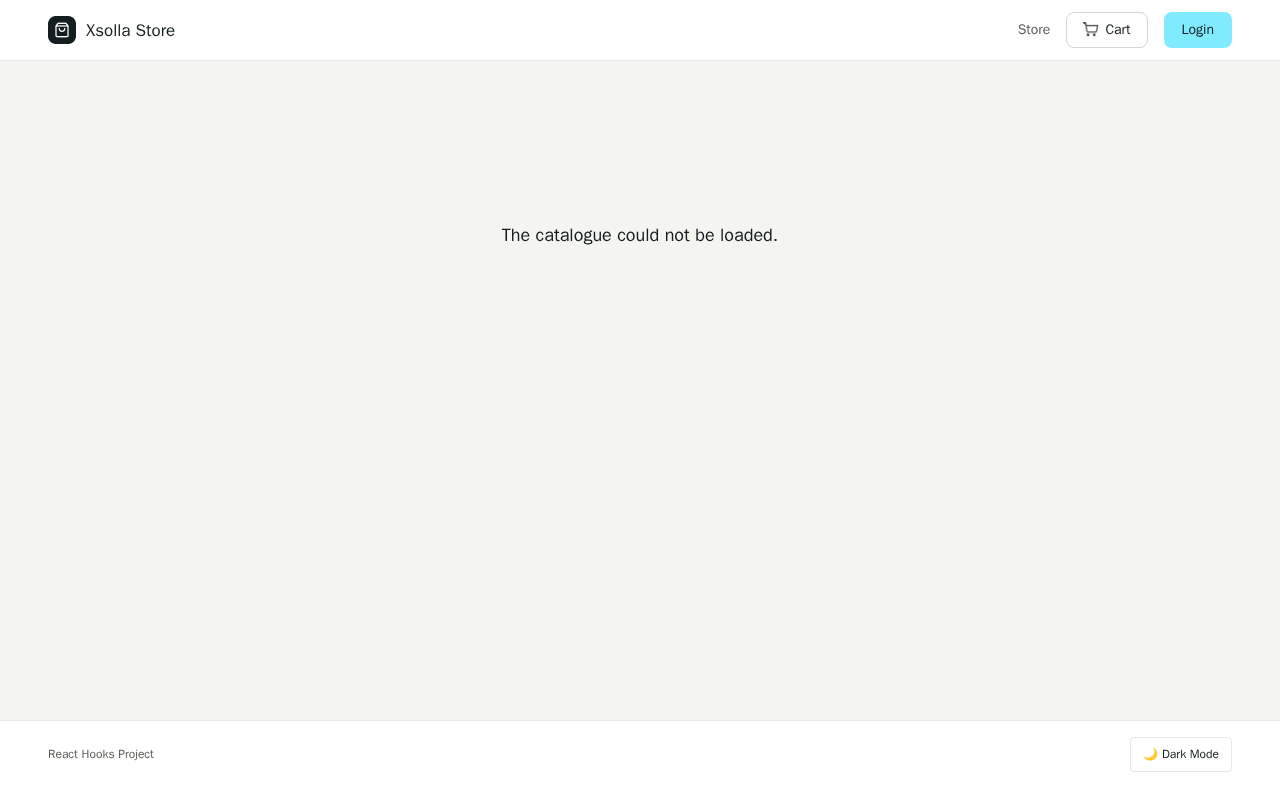 Xsolla Store
Store
Cart
Login
The catalogue could not be loaded.
React Hooks Project
🌙 Dark Mode